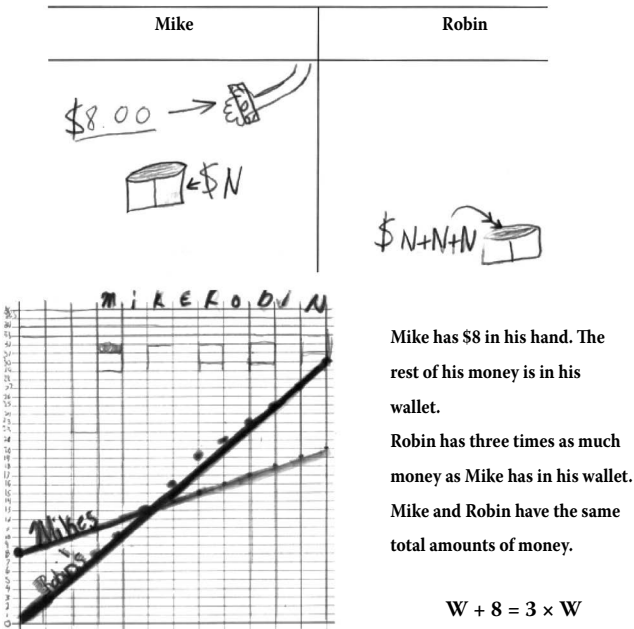 Mike Robin
$8.00
$N
$N+N+N
MiKE ROBiN
Mikes
Robin's
Mike has $8 in his hand. The
rest of his money is in his
wallet.
Robin has three times as much
money as Mike has in his wallet.
Mike and Robin have the same
total amounts of money.
W + 8 = 3 × W